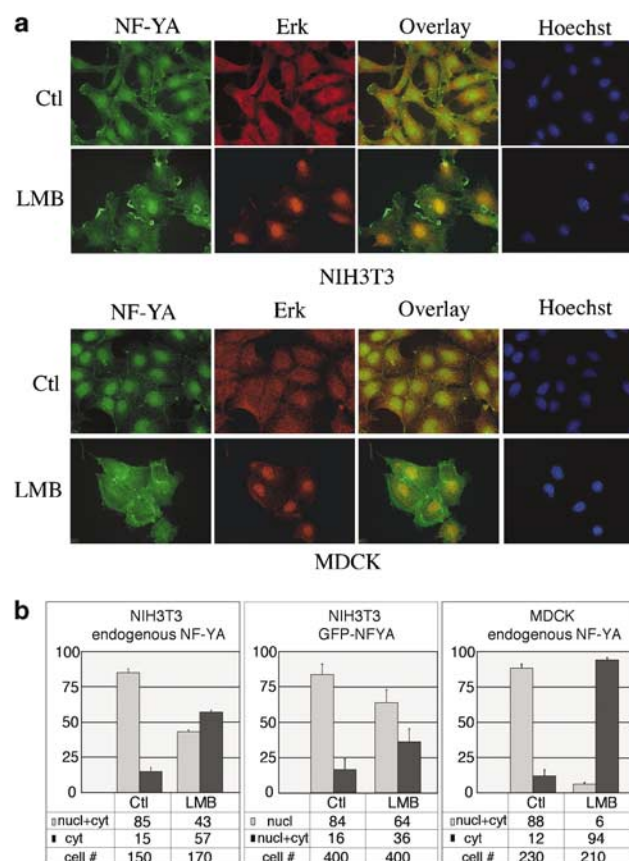 a
NF-YA Erk Overlay Hoechst
Ctl
LMB
NIH3T3
NF-YA Erk Overlay Hoechst
Ctl
LMB
MDCK
b
NIH3T3
endogenous NF-YA
100
75
50
25
0
Ctl LMB
nucl+cyt 85 43
cyt 15 57
cell # 150 170
NIH3T3
GFP-NFYA
100
75
50
25
0
Ctl LMB
nucl 84 64
nucl+cyt 16 36
cell # 400 400
MDCK
endogenous NF-YA
100
75
50
25
0
Ctl LMB
nucl+cyt 88 6
cyt 12 94
cell # 230 210